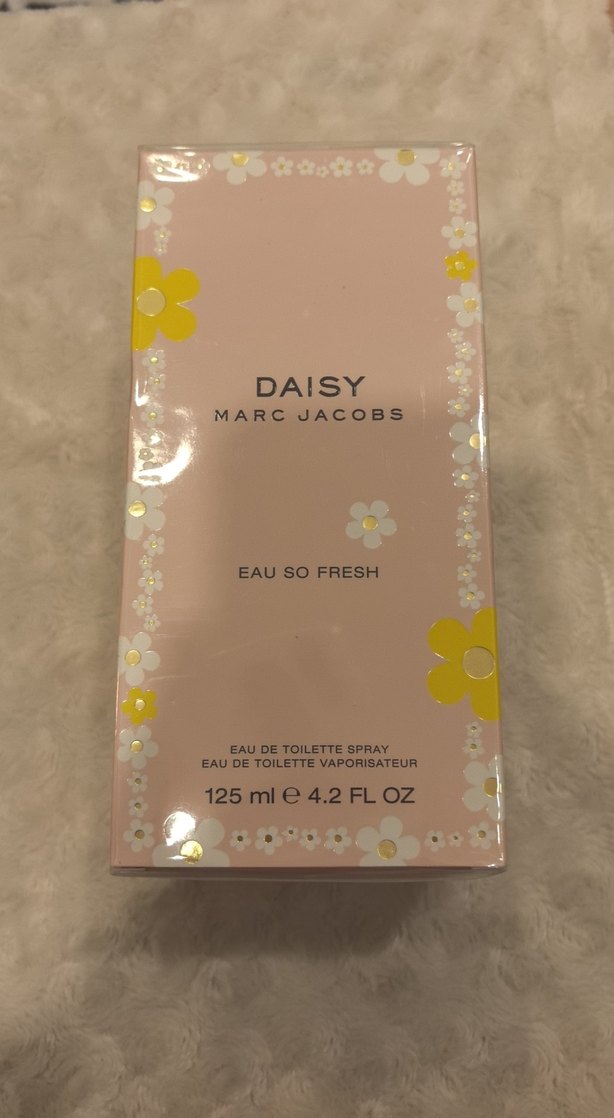 DAISY
MARC JACOBS
EAU SO FRESH
EAU DE TOILETTE SPRAY
EAU DE TOILETTE VAPORISATEUR
125 ml ℮ 4.2 FL OZ